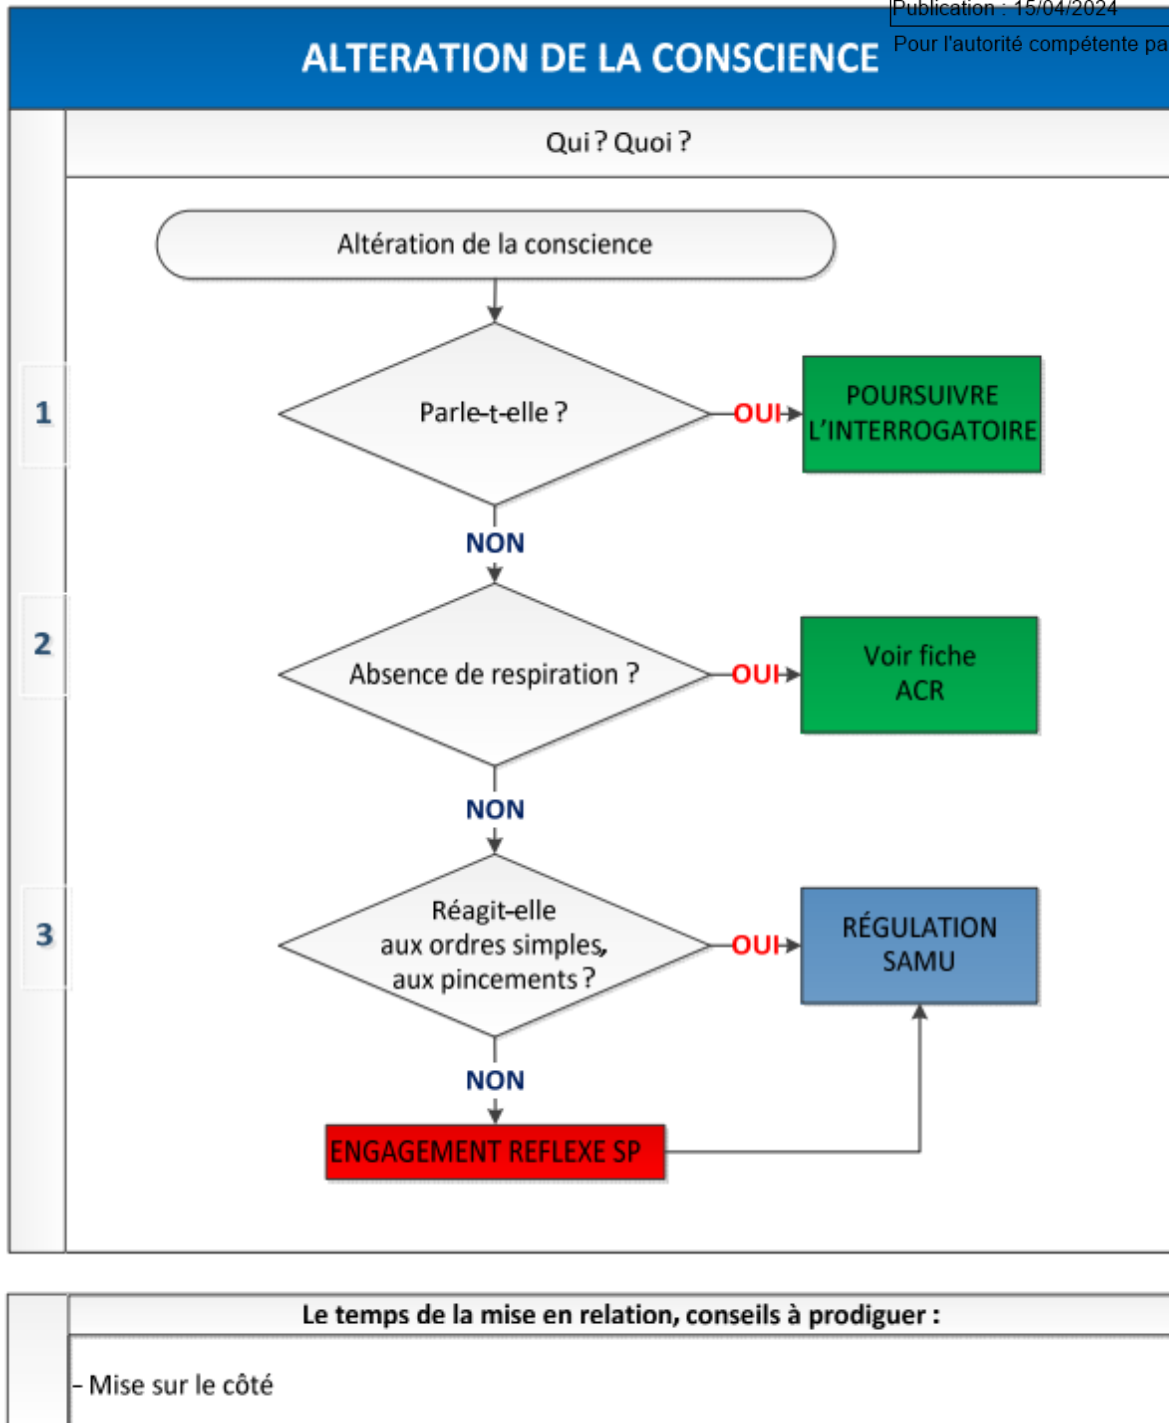 Publication : 15/04/2024
Pour l'autorité compétente pa
ALTERATION DE LA CONSCIENCE
Qui ? Quoi ?
Altération de la conscience
1
Parle-t-elle ?
OUI
POURSUIVRE
L'INTERROGATOIRE
NON
2
Absence de respiration ?
OUI
Voir fiche
ACR
NON
3
Réagit-elle
aux ordres simples,
aux pincements ?
OUI
RÉGULATION
SAMU
NON
ENGAGEMENT REFLEXE SP
Le temps de la mise en relation, conseils à prodiguer :
- Mise sur le côté